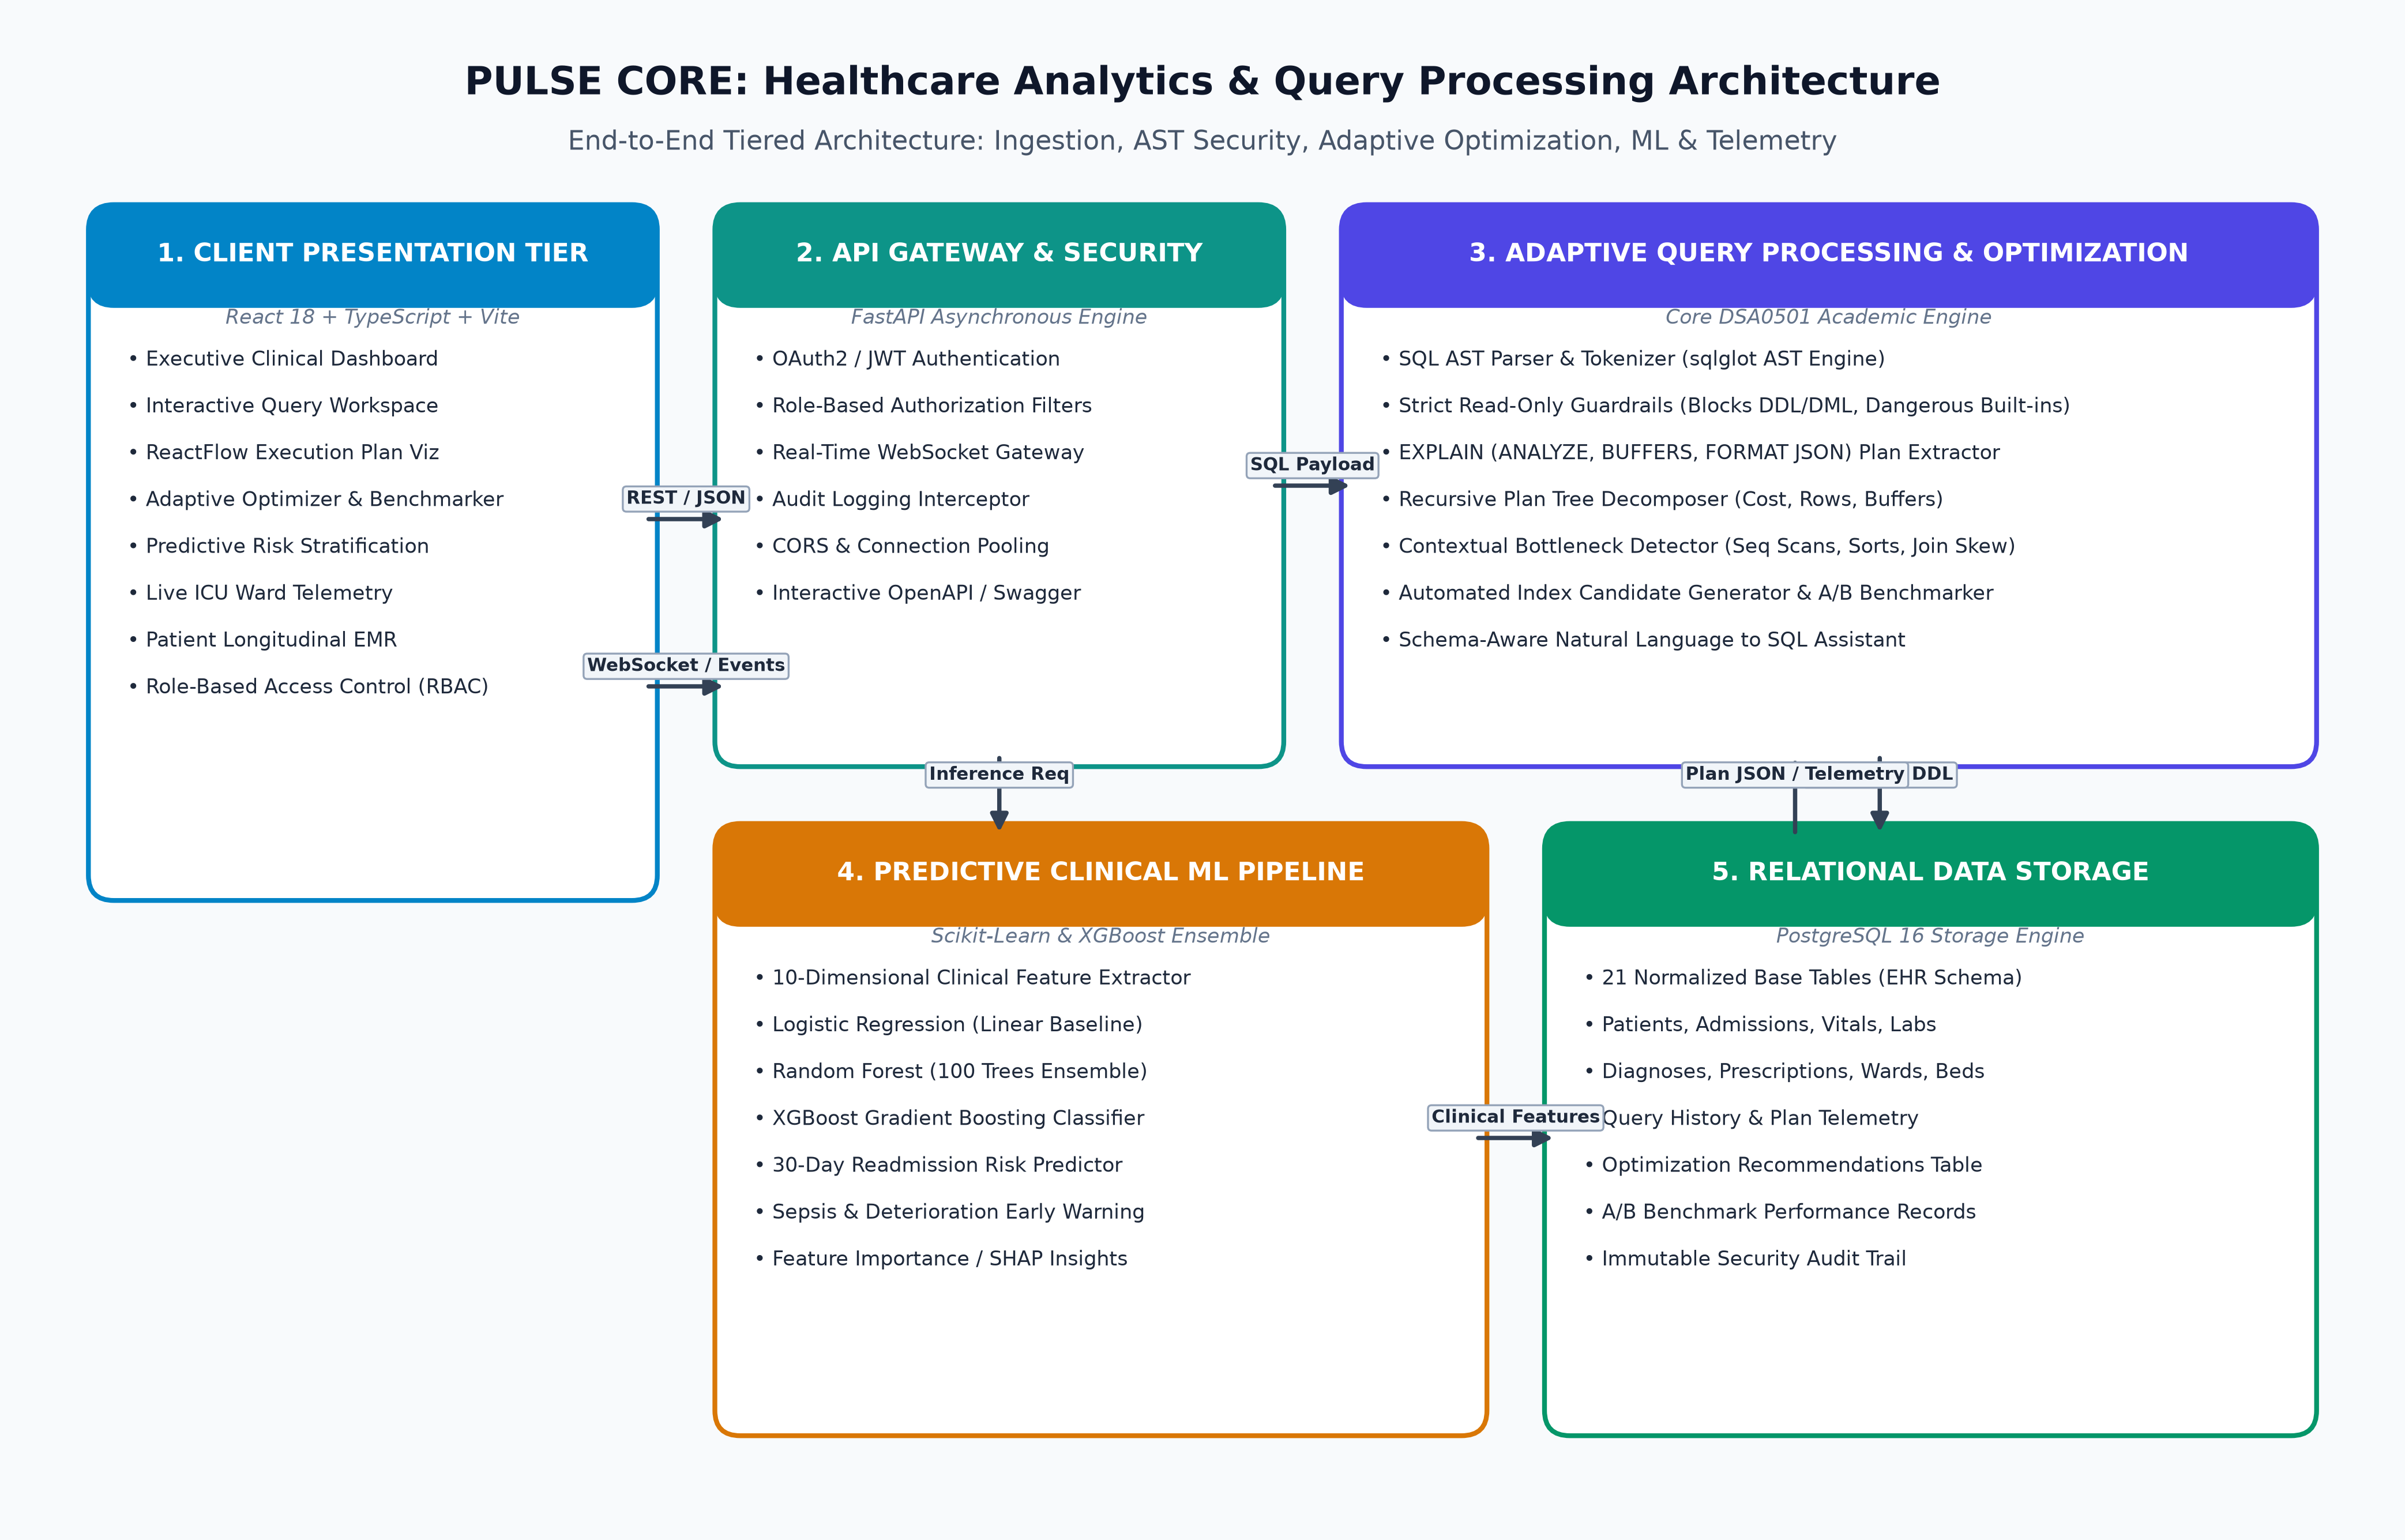 PULSE CORE: Healthcare Analytics & Query Processing Architecture
End-to-End Tiered Architecture: Ingestion, AST Security, Adaptive Optimization, ML & Telemetry
1. CLIENT PRESENTATION TIER
React 18 + TypeScript + Vite
• Executive Clinical Dashboard
• Interactive Query Workspace
• ReactFlow Execution Plan Viz
• Adaptive Optimizer & Benchmarker
• Predictive Risk Stratification
• Live ICU Ward Telemetry
• Patient Longitudinal EMR
• Role-Based Access Control (RBAC)
REST / JSON
WebSocket / Events
2. API GATEWAY & SECURITY
FastAPI Asynchronous Engine
• OAuth2 / JWT Authentication
• Role-Based Authorization Filters
• Real-Time WebSocket Gateway
• Audit Logging Interceptor
• CORS & Connection Pooling
• Interactive OpenAPI / Swagger
SQL Payload
Inference Req
3. ADAPTIVE QUERY PROCESSING & OPTIMIZATION
Core DSA0501 Academic Engine
• SQL AST Parser & Tokenizer (sqlglot AST Engine)
• Strict Read-Only Guardrails (Blocks DDL/DML, Dangerous Built-ins)
• EXPLAIN (ANALYZE, BUFFERS, FORMAT JSON) Plan Extractor
• Recursive Plan Tree Decomposer (Cost, Rows, Buffers)
• Contextual Bottleneck Detector (Seq Scans, Sorts, Join Skew)
• Automated Index Candidate Generator & A/B Benchmarker
• Schema-Aware Natural Language to SQL Assistant
Plan JSON / Telemetry
DDL
4. PREDICTIVE CLINICAL ML PIPELINE
Scikit-Learn & XGBoost Ensemble
• 10-Dimensional Clinical Feature Extractor
• Logistic Regression (Linear Baseline)
• Random Forest (100 Trees Ensemble)
• XGBoost Gradient Boosting Classifier
• 30-Day Readmission Risk Predictor
• Sepsis & Deterioration Early Warning
• Feature Importance / SHAP Insights
Clinical Features
5. RELATIONAL DATA STORAGE
PostgreSQL 16 Storage Engine
• 21 Normalized Base Tables (EHR Schema)
• Patients, Admissions, Vitals, Labs
• Diagnoses, Prescriptions, Wards, Beds
Query History & Plan Telemetry
• Optimization Recommendations Table
• A/B Benchmark Performance Records
• Immutable Security Audit Trail